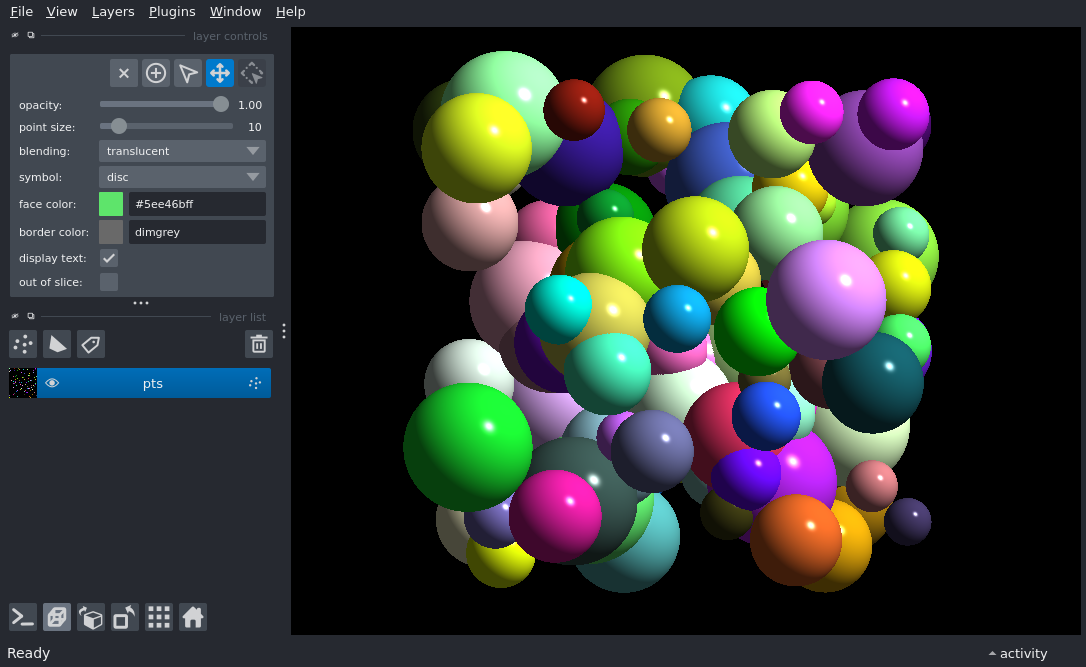 File View Layers Plugins Window Help
layer controls
opacity: 1.00
point size: 10
blending: translucent
symbol: disc
face color: #5ee46bff
border color: dimgrey
display text:
out of slice:
layer list
pts
Ready
activity